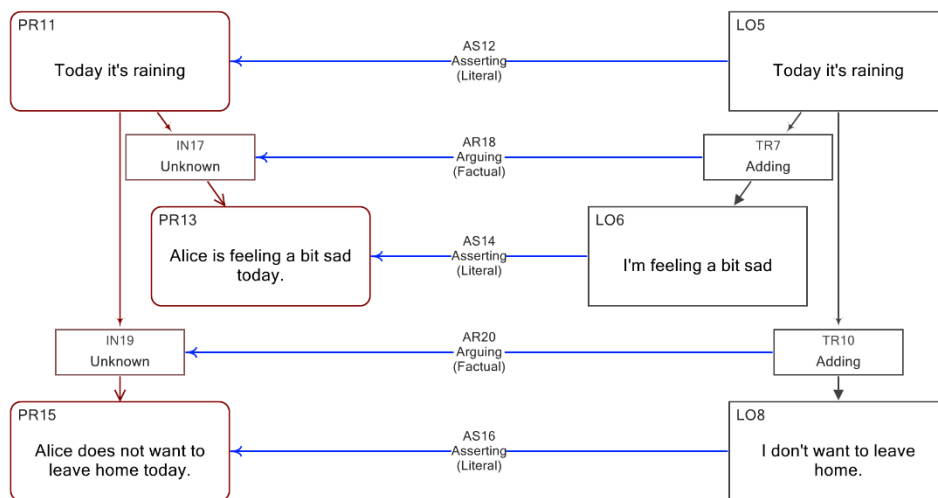 PR11
Today it's raining
AS12
Asserting
(Literal)
LO5
Today it's raining
IN17
Unknown
AR18
Arguing
(Factual)
TR7
Adding
PR13
Alice is feeling a bit sad
today.
AS14
Asserting
(Literal)
LO6
I'm feeling a bit sad
IN19
Unknown
AR20
Arguing
(Factual)
TR10
Adding
PR15
Alice does not want to
leave home today.
AS16
Asserting
(Literal)
LO8
I don't want to leave
home.